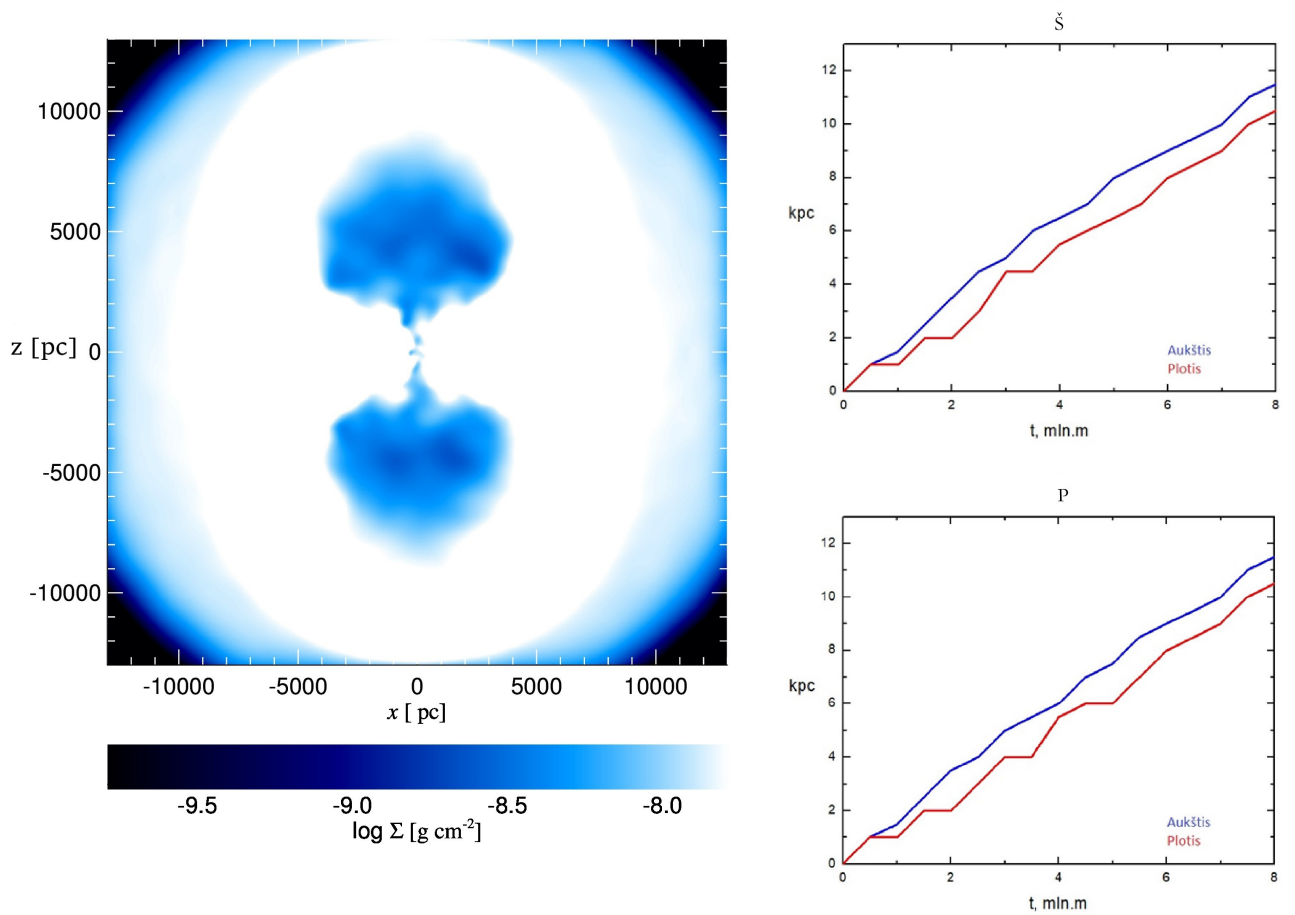 10000
5000
z [pc] 0
-5000
-10000
-10000 -5000 0 5000 10000
x [ pc]
-9.5 -9.0 -8.5 -8.0
log Σ [g cm-2]
Š
12
10
8
kpc
6
4
2
0
Aukštis
Plotis
0 2 4 6 8
t, mln.m
P
12
10
8
kpc
6
4
2
0
Aukštis
Plotis
0 2 4 6 8
t, mln.m